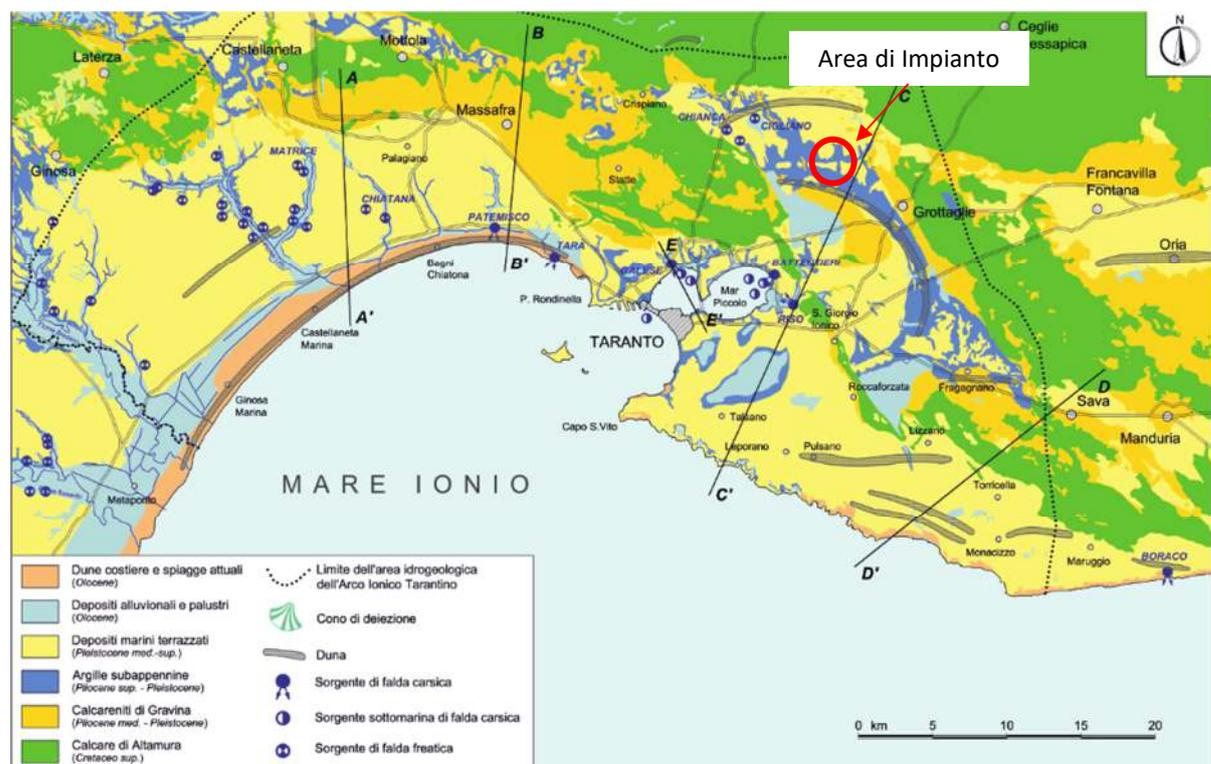 N
Ceglie
Messapica
Area di Impianto
Mottola
Castellaneta
Laterza
B
A
C
Crispiano
Massafra
CHIANCA
CIGLIANO
Ginosa
MATRICE
Palagiano
Statte
Francavilla
Fontana
CHIATONA
Grottaglie
PATEMISCO
TARA
Oria
Bagni
Chiatona
B'
E
GALESE
BATTENTIERI
P. Rondinella
Mar
Piccolo
A'
E'
RISO
S. Giorgio
Ionico
Castellaneta
Marina
TARANTO
Roccaforzata
Fragagnano
D
Ginosa
Marina
Sava
Talsano
Capo S.Vito
Lizzano
Manduria
Leporano
Pulsano
MARE IONIO
C'
Metaponto
Torricella
Monacizzo
Maruggio
BORACO
D'
Dune costiere e spiagge attuali
(Olocene)
Depositi alluvionali e palustri
(Olocene)
Depositi marini terrazzati
(Pleistocene med.-sup.)
Argille subappennine
(Pliocene sup. - Pleistocene)
Calcareniti di Gravina
(Pliocene med. - Pleistocene)
Calcare di Altamura
(Cretaceo sup.)
Limite dell'area idrogeologica
dell'Arco Ionico Tarantino
Cono di deiezione
Duna
Sorgente di falda carsica
Sorgente sottomarina di falda carsica
Sorgente di falda freatica
0 km 5 10 15 20